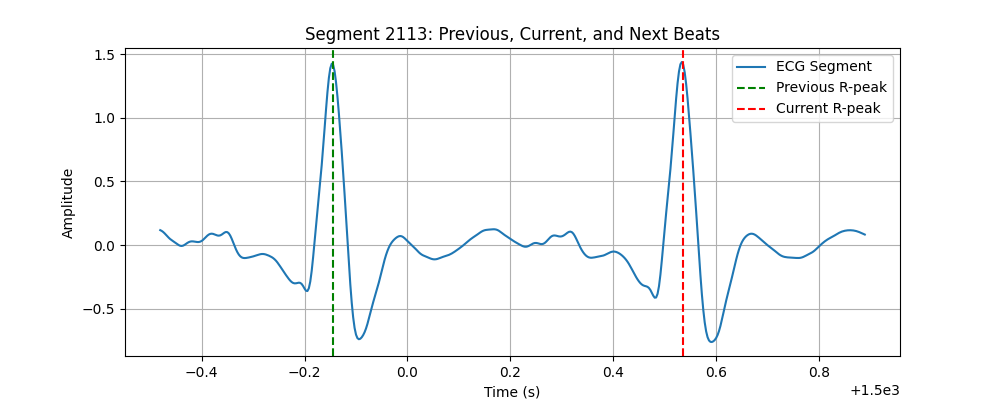 Segment 2113: Previous, Current, and Next Beats
1.5
1.0
0.5
0.0
−0.5
Amplitude
ECG Segment
Previous R-peak
Current R-peak
−0.4
−0.2
0.0
0.2
0.4
0.6
0.8
Time (s)
+1.5e3